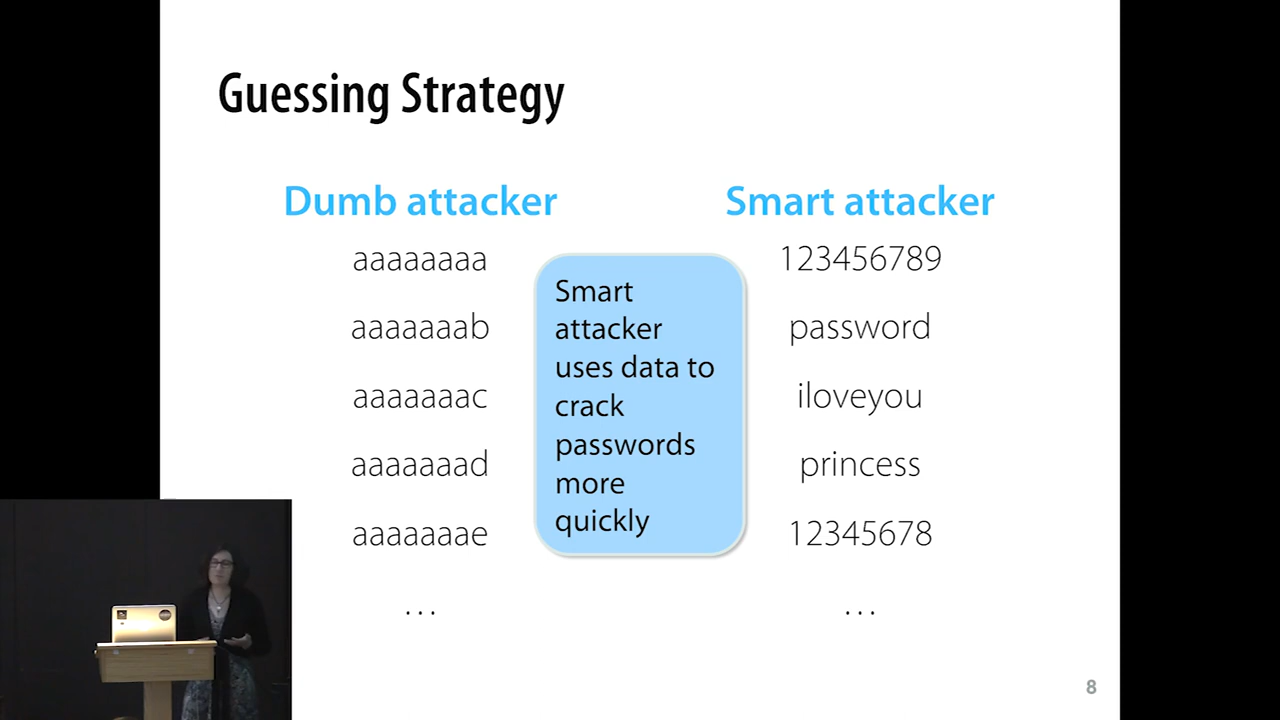 Guessing Strategy
Dumb attacker
aaaaaaaa
aaaaaaab
aaaaaaac
aaaaaaad
aaaaaaae
...
Smart
attacker
uses data to
crack
passwords
more
quickly
Smart attacker
123456789
password
iloveyou
princess
12345678
...
8